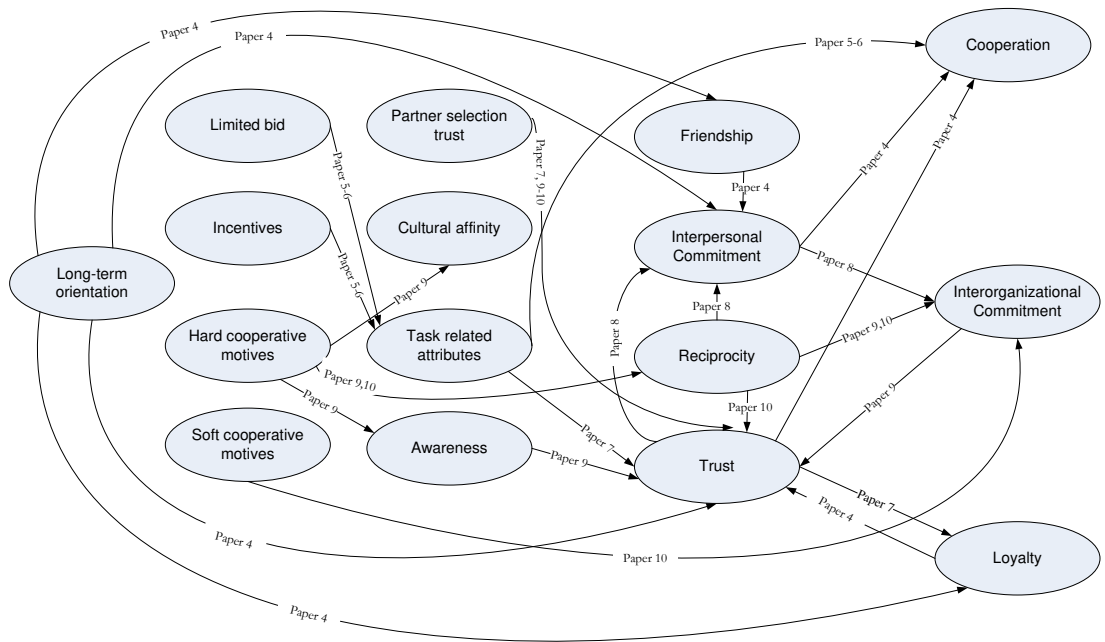 Paper 4
Paper 4
Paper 5-6
Cooperation
Limited bid
Partner selection
trust
Friendship
Paper 5-6
Paper 7, 9-10
Paper 4
Paper 4
Paper 4
Incentives
Cultural affinity
Interpersonal
Commitment
Paper 8
Paper 5-6
Paper 9
Long-term
orientation
Interorganizational
Commitment
Paper 8
Paper 8
Hard cooperative
motives
Task related
attributes
Reciprocity
Paper 9,10
Paper 9,10
Paper 9
Paper 10
Paper 9
Soft cooperative
motives
Awareness
Paper 7
Paper 9
Trust
Paper 7
Paper 4
Paper 4
Paper 10
Loyalty
Paper 4